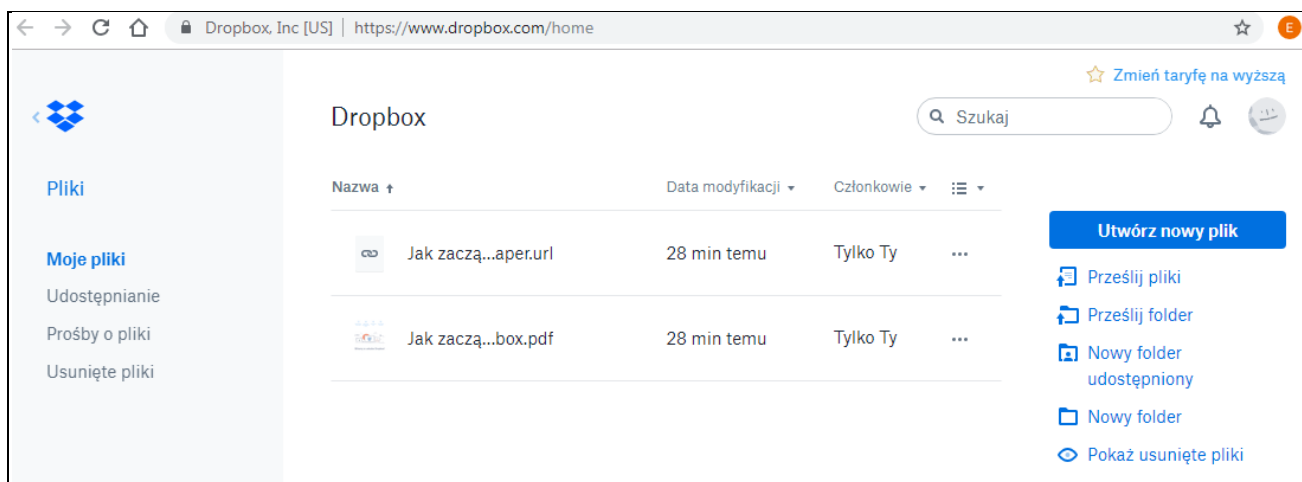 Dropbox, Inc [US] | https://www.dropbox.com/home
E
Zmień taryfę na wyższą
Dropbox
Szukaj
Pliki
Moje pliki
Udostępnianie
Prośby o pliki
Usunięte pliki
Nazwa Data modyfikacji Członkowie
Jak zaczą...aper.url 28 min temu Tylko Ty
Jak zaczą...box.pdf 28 min temu Tylko Ty
Utwórz nowy plik
Prześlij pliki
Prześlij folder
Nowy folder
udostępniony
Nowy folder
Pokaż usunięte pliki